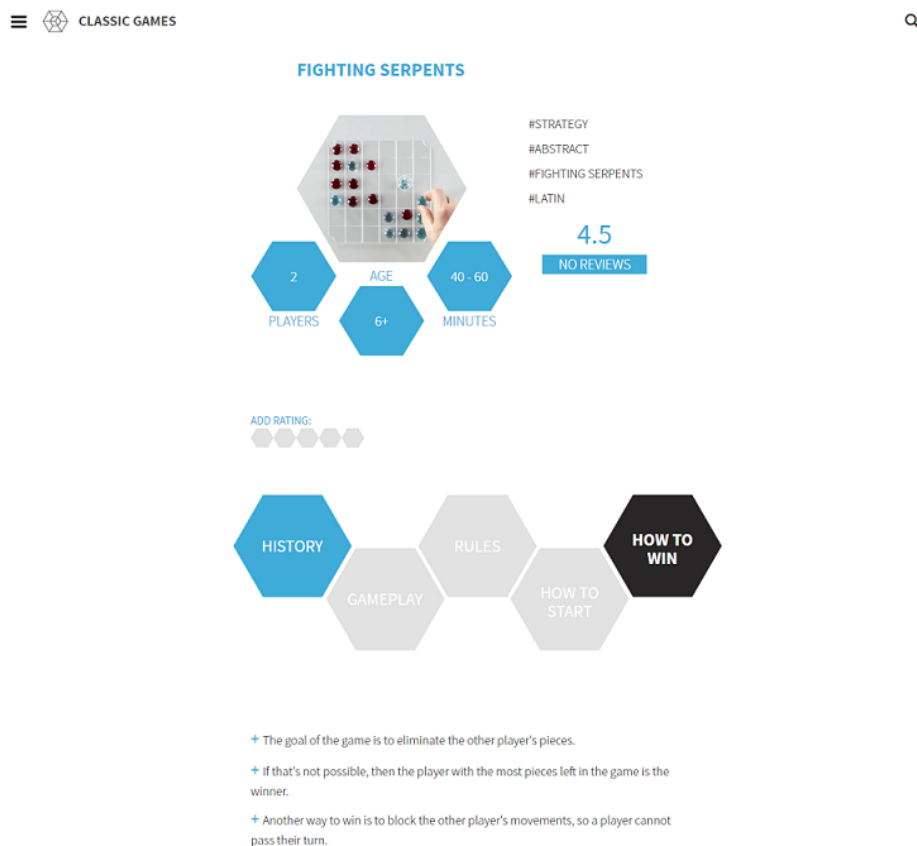 CLASSIC GAMES
FIGHTING SERPENTS
#STRATEGY
#ABSTRACT
#FIGHTING SERPENTS
#LATIN
4.5
NO REVIEWS
2
PLAYERS
AGE
6+
40 - 60
MINUTES
ADD RATING:
HISTORY
GAMEPLAY
RULES
HOW TO
START
HOW TO
WIN
+ The goal of the game is to eliminate the other player's pieces.
+ If that's not possible, then the player with the most pieces left in the game is the
winner.
+ Another way to win is to block the other player's movements, so a player cannot
pass their turn.